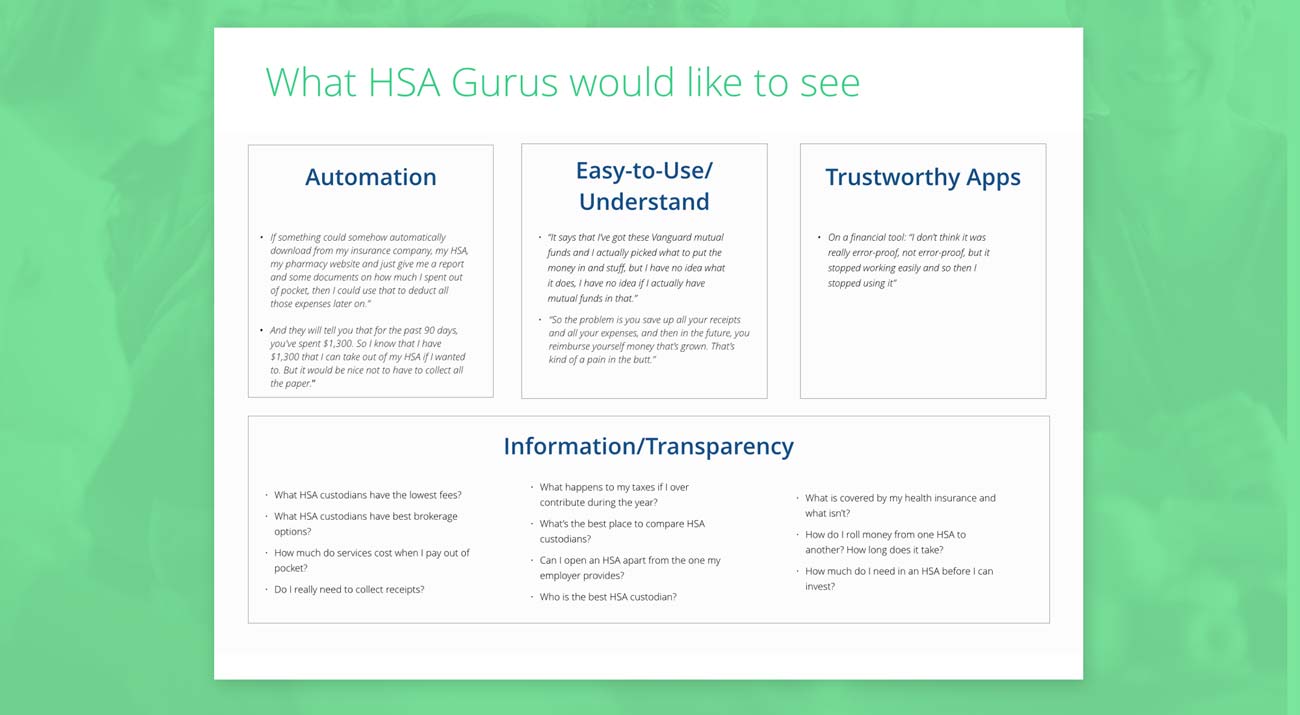 What HSA Gurus would like to see
Automation
• If something could somehow automatically
download from my insurance company, my HSA,
my pharmacy website and just give me a report
and some documents on how much I spent out
of pocket, then I could use that to deduct all
those expenses later on.”
• And they will tell you that for the past 90 days,
you've spent $1,300. So I know that I have
$1,300 that I can take out of my HSA if I wanted
to. But it would be nice not to have to collect all
the paper.”
Easy-to-Use/
Understand
• “It says that I’ve got these Vanguard mutual
funds and I actually picked what to put the
money in and stuff, but I have no idea what
it does, I have no idea if I actually have
mutual funds in that.”
• “So the problem is you save up all your receipts
and all your expenses, and then in the future, you
reimburse yourself money that’s grown. That’s
kind of a pain in the butt.”
Trustworthy Apps
• On a financial tool: “I don’t think it was
really error-proof, not error-proof, but it
stopped working easily and so then I
stopped using it”
Information/Transparency
• What HSA custodians have the lowest fees?
• What HSA custodians have best brokerage
options?
• How much do services cost when I pay out of
pocket?
• Do I really need to collect receipts?
• What happens to my taxes if I over
contribute during the year?
• What’s the best place to compare HSA
custodians?
• Can I open an HSA apart from the one my
employer provides?
• Who is the best HSA custodian?
• What is covered by my health insurance and
what isn’t?
• How do I roll money from one HSA to
another? How long does it take?
• How much do I need in an HSA before I can
invest?